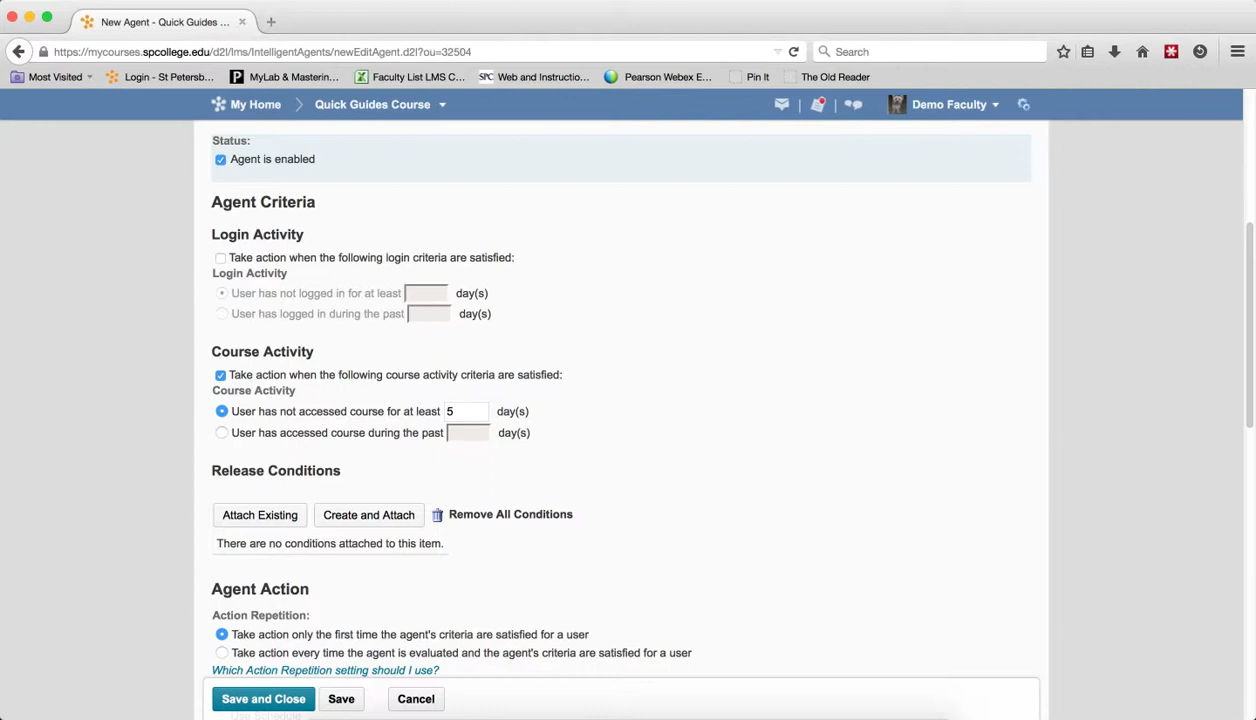 New Agent - Quick Guides ...
https://mycourses.spcollege.edu/d2l/lms/IntelligentAgents/newEditAgent.d2l?ou=32504
Search
Most Visited
Login - St Petersb...
P
MyLab & Masterin...
Faculty List LMS C...
SPC
Web and Instructio...
Pearson Webex E...
Pin It
The Old Reader
My Home
Quick Guides Course
Demo Faculty
Status:
Agent is enabled
Agent Criteria
Login Activity
Take action when the following login criteria are satisfied:
Login Activity
User has not logged in for at least day(s)
User has logged in during the past day(s)
Course Activity
Take action when the following course activity criteria are satisfied:
Course Activity
User has not accessed course for at least 5 day(s)
User has accessed course during the past day(s)
Release Conditions
Attach Existing
Create and Attach
Remove All Conditions
There are no conditions attached to this item.
Agent Action
Action Repetition:
Take action only the first time the agent's criteria are satisfied for a user
Take action every time the agent is evaluated and the agent's criteria are satisfied for a user
Which Action Repetition setting should I use?
Save and Close
Save
Cancel
Use Schedule